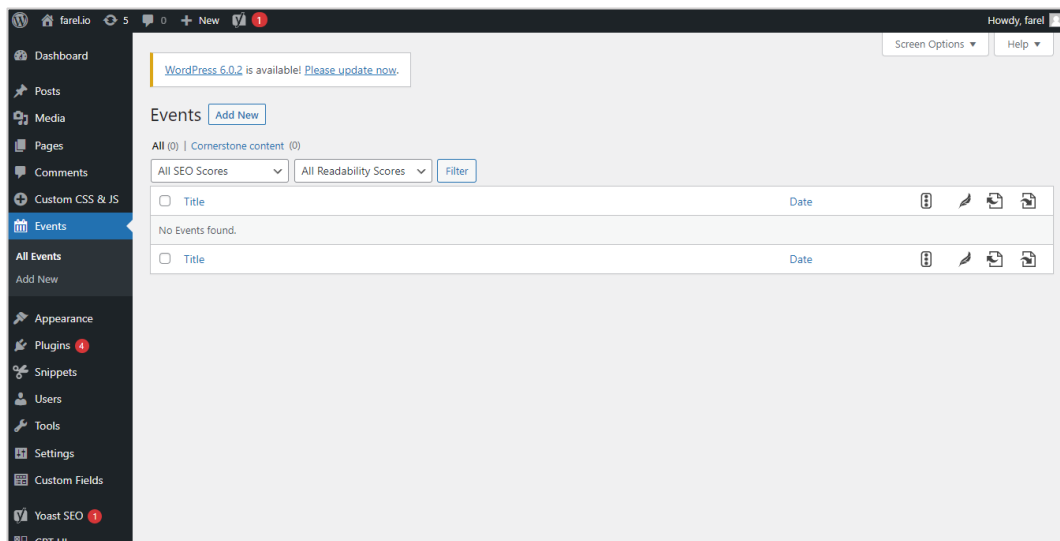 farel.io 5 0 New 1 Howdy, farel
Screen Options Help
WordPress 6.0.2 is available! Please update now.
Dashboard
Posts
Media
Pages
Comments
Custom CSS & JS
Events
All Events
Add New
Appearance
Plugins 4
Snippets
Users
Tools
Settings
Custom Fields
Yoast SEO 1
Events Add New
All (0) | Cornerstone content (0)
All SEO Scores All Readability Scores Filter
Title Date
No Events found.
Title Date